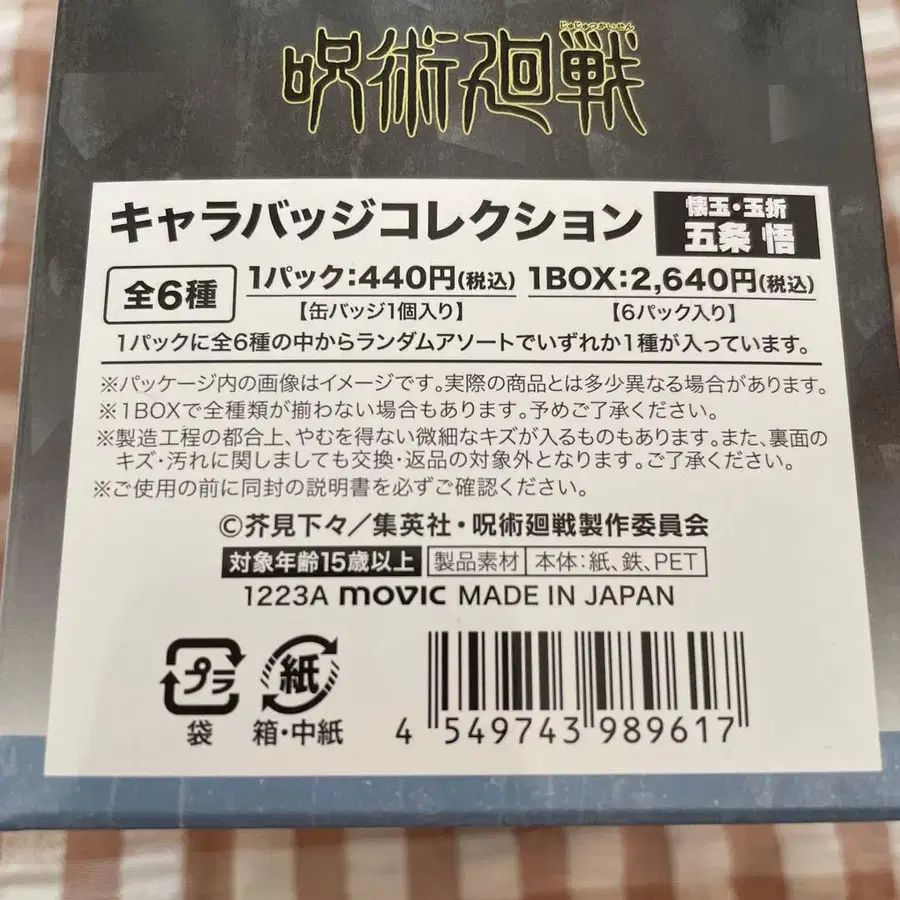 じゅじゅつかいせん
呪術廻戦
キャラバッジコレクション
懐玉・玉折
五条 悟
全6種
1パック:440円(税込)
【缶バッジ1個入り】
1BOX:2,640円(税込)
【6パック入り】
1パックに全6種の中からランダムアソートでいずれか1種が入っています。
※パッケージ内の画像はイメージです。実際の商品とは多少異なる場合があります。
※1BOXで全種類が揃わない場合もあります。予めご了承ください。
※製造工程の都合上、やむを得ない微細なキズが入るものもあります。また、裏面の
キズ・汚れに関しましても交換・返品の対象外となります。ご了承ください。
※ご使用の前に同封の説明書を必ずご確認ください。
©芥見下々／集英社・呪術廻戦製作委員会
対象年齢15歳以上
製品素材 本体:紙、鉄、PET
1223A movic MADE IN JAPAN
プラ
袋
紙
箱・中紙
4 549743 989617